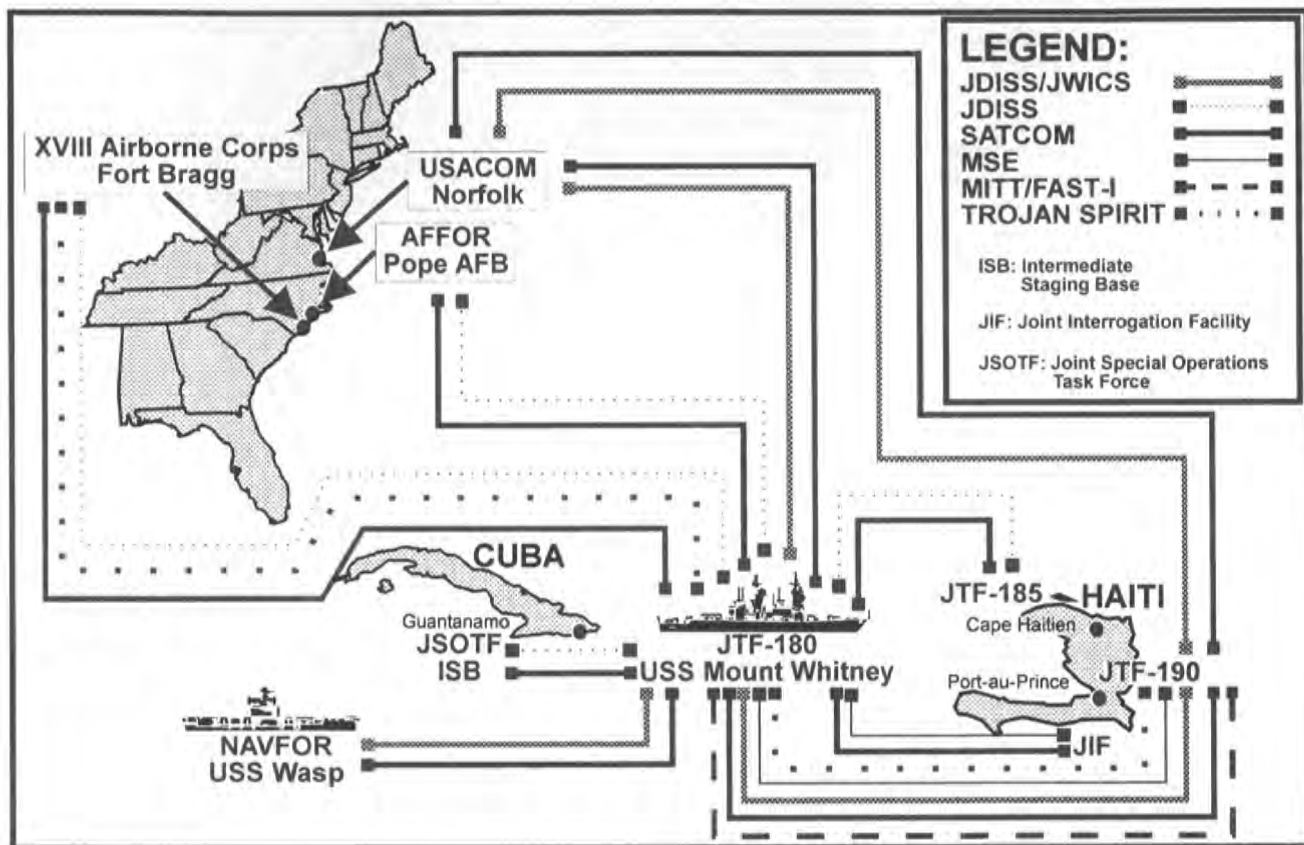 XVIII Airborne Corps
Fort Bragg
USACOM
Norfolk
AFFOR
Pope AFB
LEGEND:
JDISS/JWICS
JDISS
SATCOM
MSE
MITT/FAST-I
TROJAN SPIRIT
ISB: Intermediate
Staging Base
JIF: Joint Interrogation Facility
JSOTF: Joint Special Operations
Task Force
CUBA
Guantanamo
JSOTF
ISB
JTF-180
USS Mount Whitney
JTF-185
HAITI
Cape Haitien
Port-au-Prince
JTF-190
JIF
NAVFOR
USS Wasp